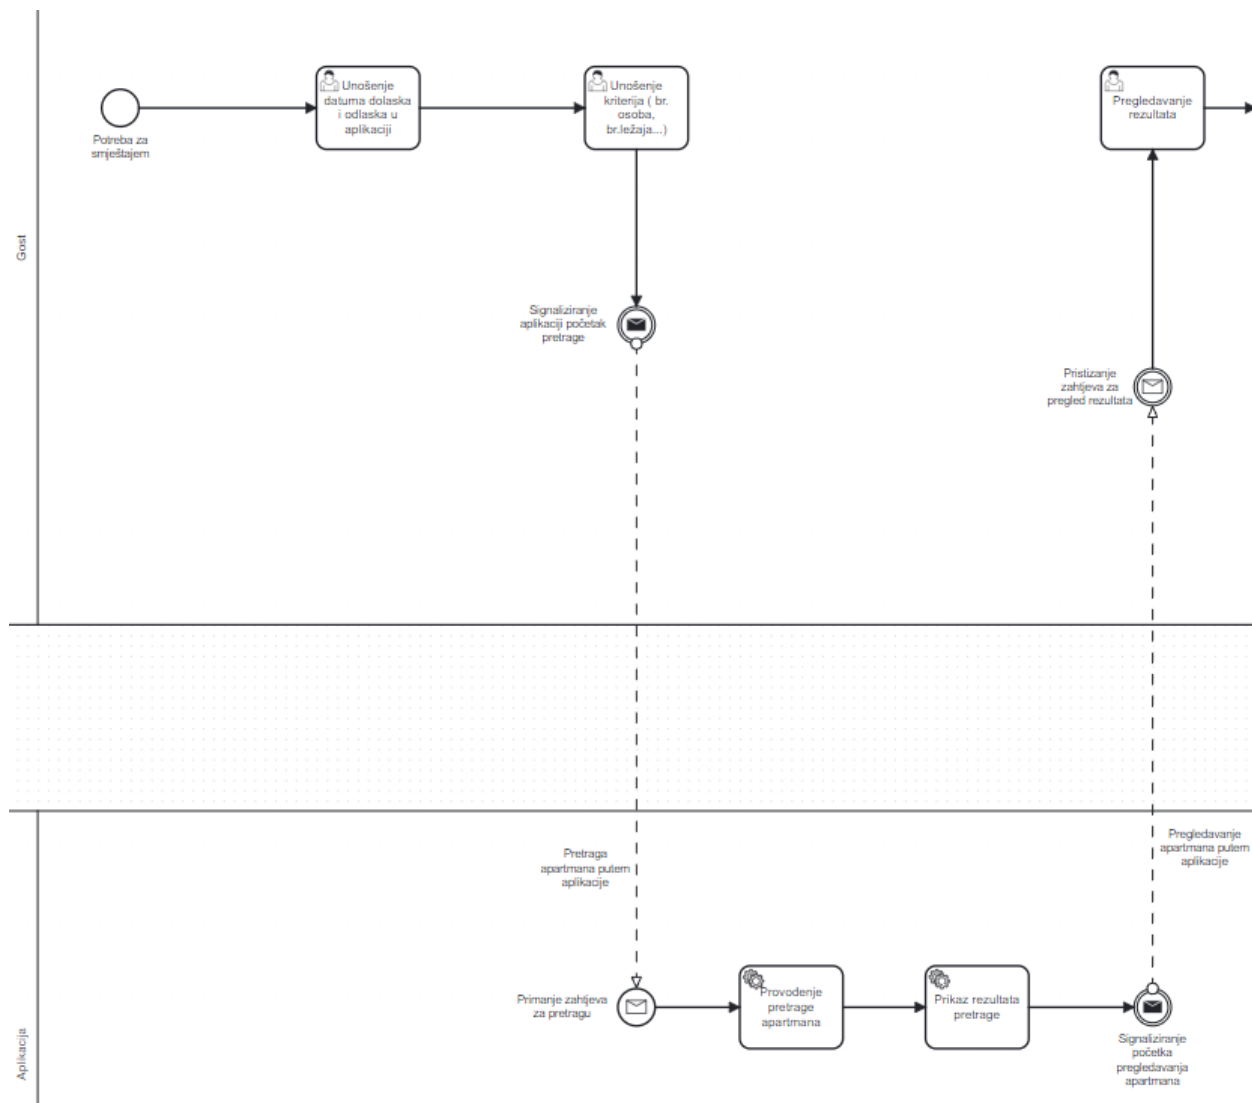 Gost
Potreba za
smještajem
Unošenje
datuma dolaska
i odlaska u
aplikaciji
Unošenje
kriterija ( br.
osoba,
br.ležaja...)
Pregledavanje
rezultata
Signaliziranje
aplikaciji početak
pretrage
Pristizanje
zahtjeva za
pregled rezultata
Aplikacija
Pretraga
apartmana putem
aplikacije
Pregledavanje
apartmana putem
aplikacije
Primanje zahtjeva
za pretragu
Provođenje
pretrage
apartmana
Prikaz rezultata
pretrage
Signaliziranje
početka
pregledavanja
apartmana